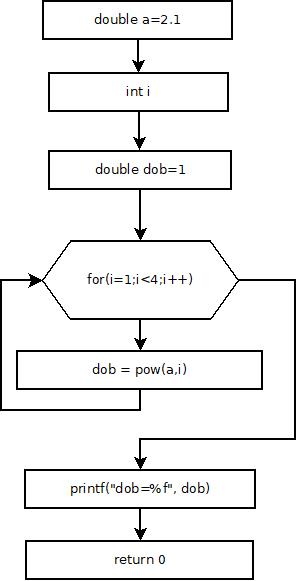 double a=2.1
int i
double dob=1
for(i=1;i<4;i++)
dob = pow(a,i)
printf("dob=%f", dob)
return 0